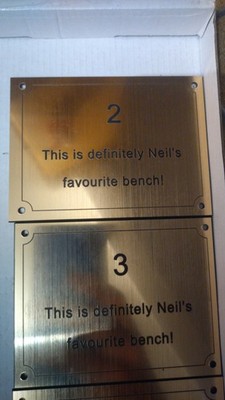 2
This is definitely Neil's
favourite bench!
3
This is definitely Neil's
favourite bench!